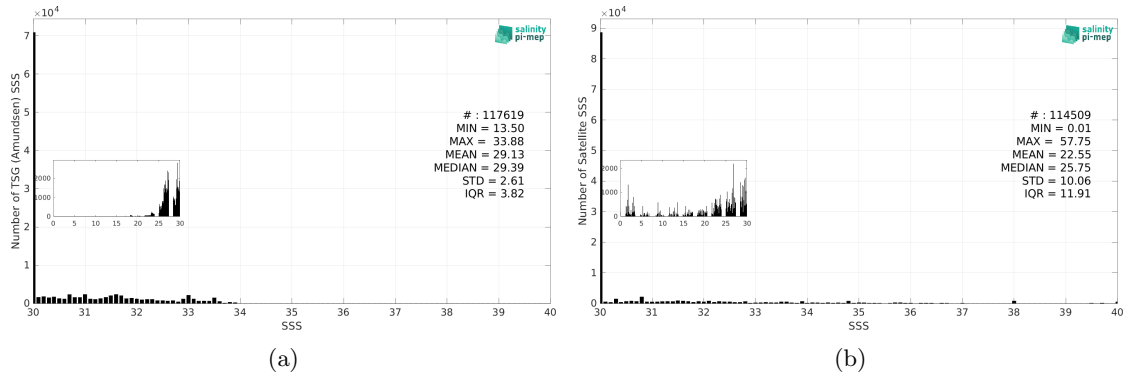 ×10⁴
salinity
pi-mep
7
6
5
4
3
2
1
0
Number of TSG (Amundsen) SSS
# : 117619
MIN = 13.50
MAX = 33.88
MEAN = 29.13
MEDIAN = 29.39
STD = 2.61
IQR = 3.82
2000
1000
0
0 5 10 15 20 25 30
30 31 32 33 34 35 36 37 38 39 40
SSS
(a)
×10⁴
salinity
pi-mep
9
8
7
6
5
4
3
2
1
0
Number of Satellite SSS
# : 114509
MIN = 0.01
MAX = 57.75
MEAN = 22.55
MEDIAN = 25.75
STD = 10.06
IQR = 11.91
2000
1000
0
0 5 10 15 20 25 30
30 31 32 33 34 35 36 37 38 39 40
SSS
(b)